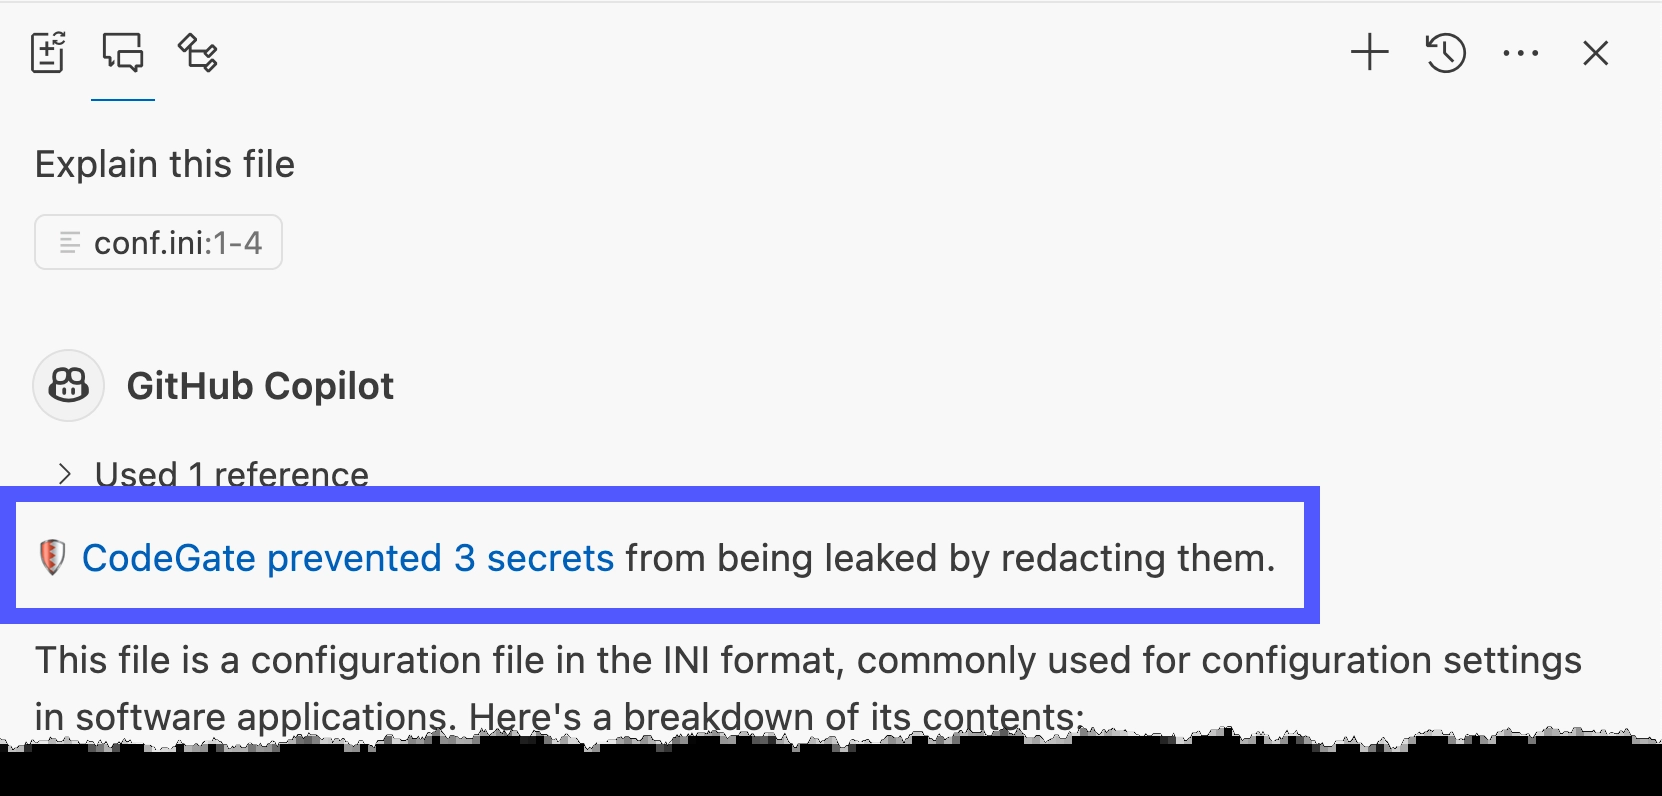 Explain this file
conf.ini:1-4
GitHub Copilot
Used 1 reference
CodeGate prevented 3 secrets from being leaked by redacting them.
This file is a configuration file in the INI format, commonly used for configuration settings
in software applications. Here's a breakdown of its contents: